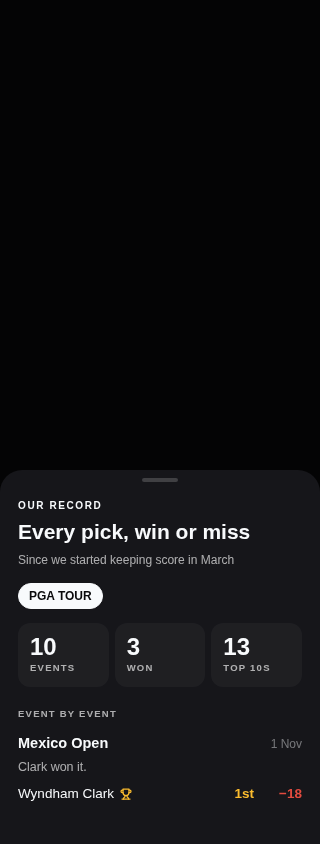 OUR RECORD
Every pick, win or miss
Since we started keeping score in March
PGA TOUR
10 3 13
EVENTS WON TOP 10S
EVENT BY EVENT
Mexico Open 1 Nov
Clark won it.
Wyndham Clark 1st −18